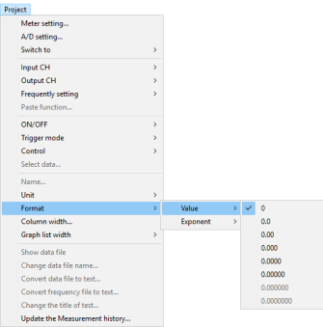 Project
Meter setting...
A/D setting...
Switch to
Input CH
Output CH
Frequently setting
Paste function...
ON/OFF
Trigger mode
Control
Select data...
Name...
Unit
Format
Value
0
Column width...
Exponent
0.0
Graph list width
0.00
0.000
Show data file
0.0000
Change data file name...
0.00000
Convert data file to text...
0.000000
Convert frequency file to text...
0.0000000
Change the title of test...
Update the Measurement history...